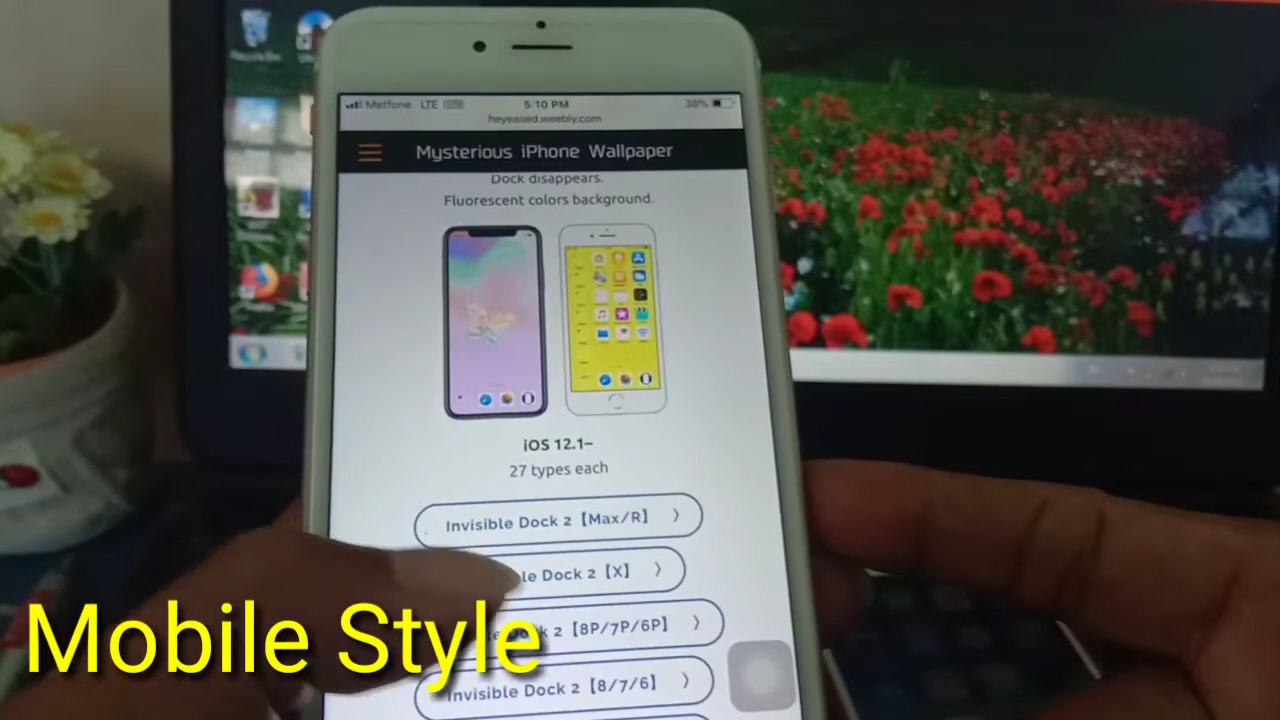 Metfone LTE 5:10 PM 38%
heyeased.weebly.com
Mysterious iPhone Wallpaper
Dock disappears.
Fluorescent colors background.
iOS 12.1~
27 types each
Invisible Dock 2【Max/R】 〉
le Dock 2【X】 〉
k 2【8P/7P/6P】 〉
Invisible Dock 2【8/7/6】 〉
Mobile Style